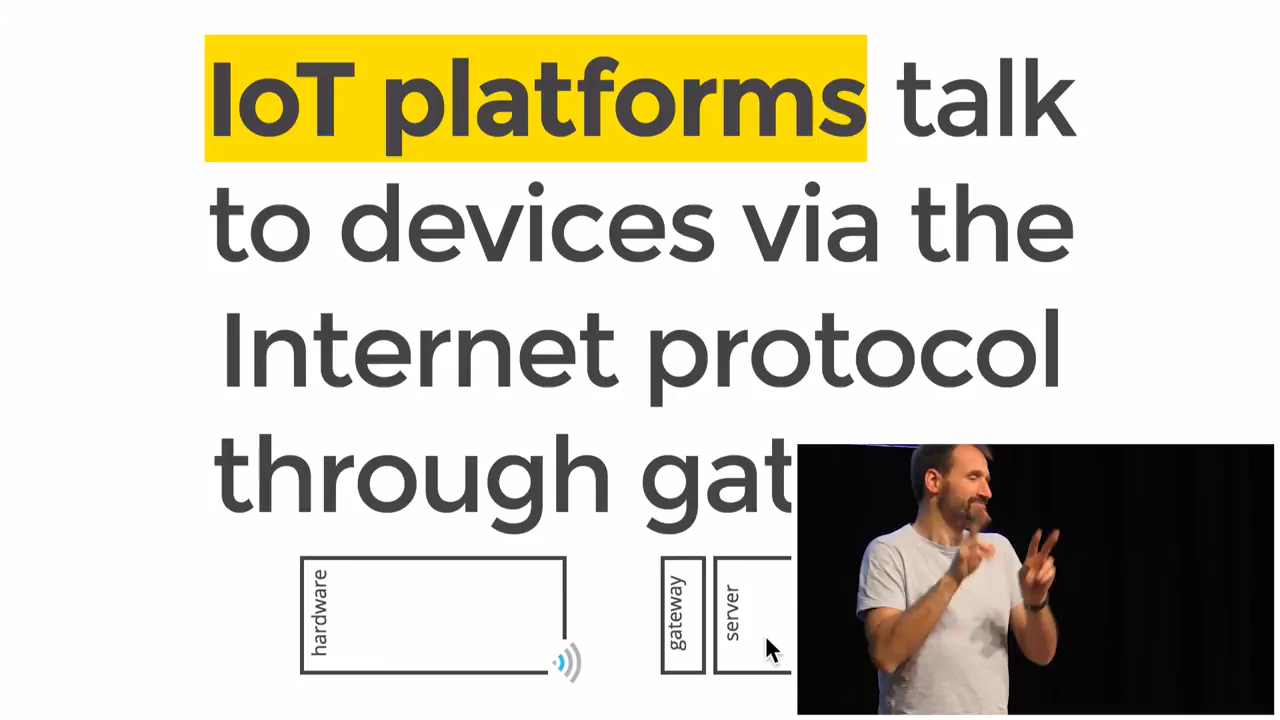 IoT platforms talk
to devices via the
Internet protocol
through gat
hardware
gateway
server